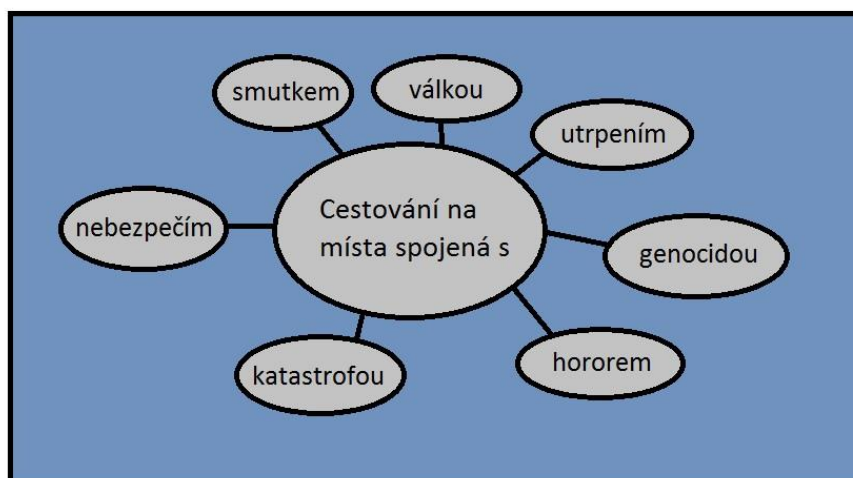 smutkem
válkou
utrpením
nebezpečím
Cestování na
místa spojená s
genocidou
katastrofou
hororem